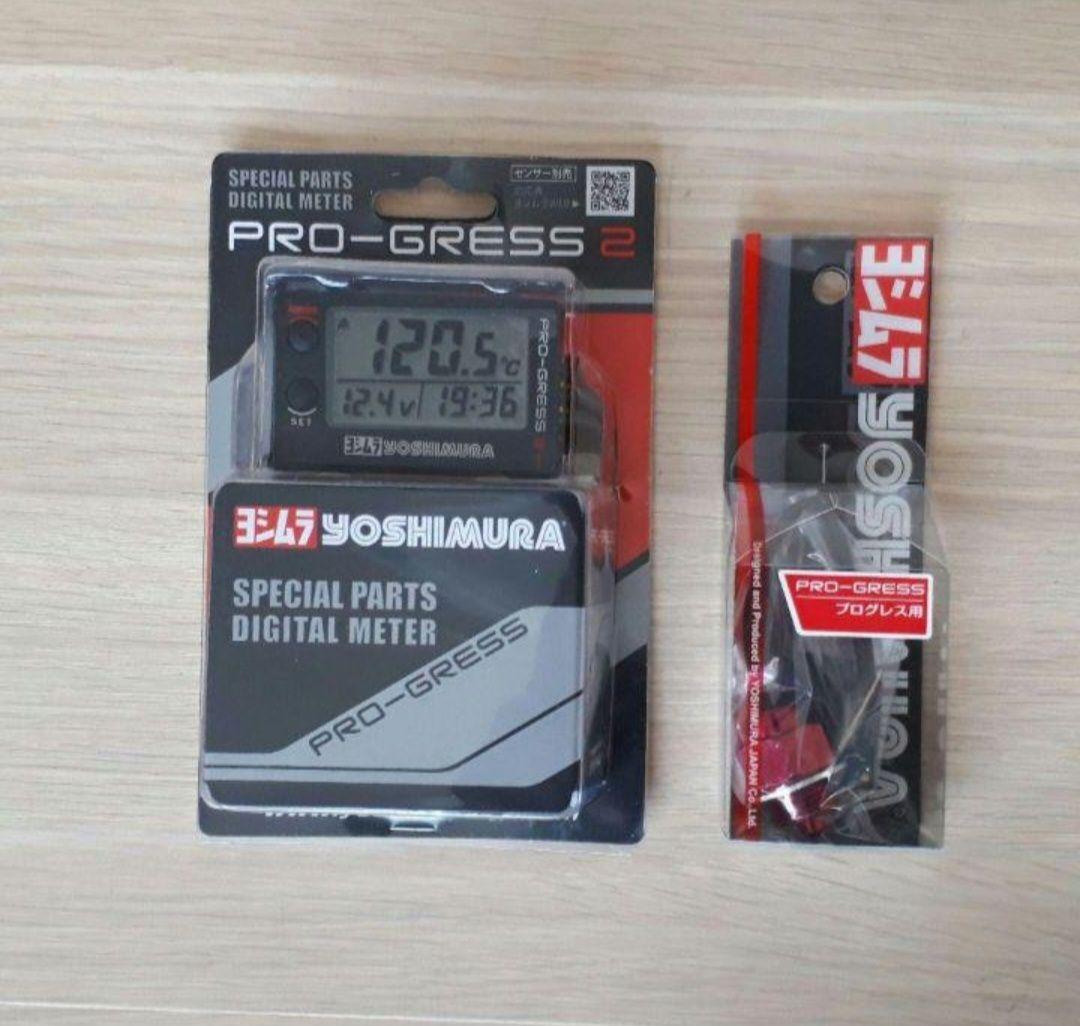 SPECIAL PARTS
DIGITAL METER
センサー別売
PRO-GRESS 2
120.5℃
12.4v
19:36
SET
PRO-GRESS 2
ヨシムラ YOSHIMURA
ヨシムラ YOSHIMURA
SPECIAL PARTS
DIGITAL METER
PRO-GRESS
ヨシムラ
YOSHIMURA
PRO-GRESS
プログレス用
Designed and Produced by YOSHIMURA JAPAN Co., Ltd.